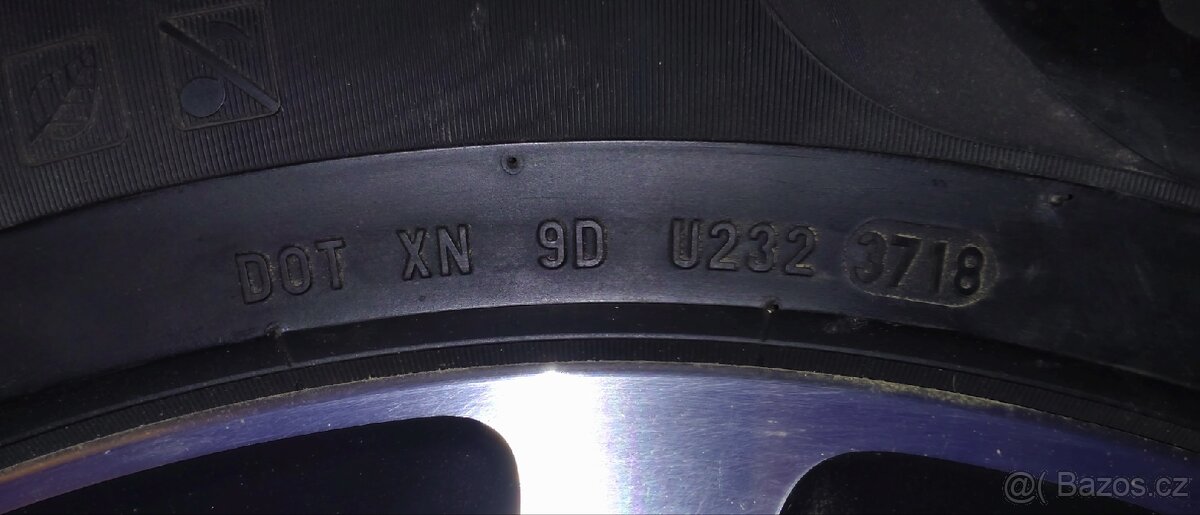 DOT XN 9D U232 3718
@( Bazos.cz